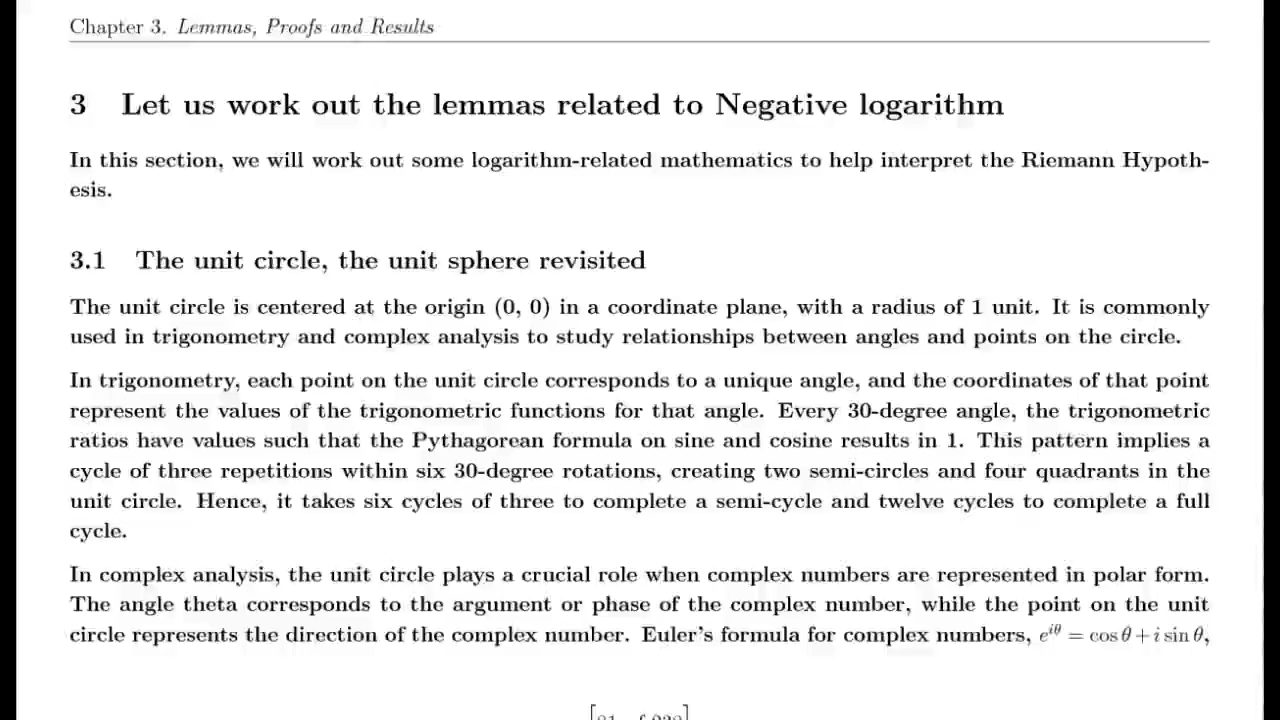 Chapter 3. Lemmas, Proofs and Results
3 Let us work out the lemmas related to Negative logarithm
In this section, we will work out some logarithm-related mathematics to help interpret the Riemann Hypoth-
esis.
3.1 The unit circle, the unit sphere revisited
The unit circle is centered at the origin (0, 0) in a coordinate plane, with a radius of 1 unit. It is commonly
used in trigonometry and complex analysis to study relationships between angles and points on the circle.
In trigonometry, each point on the unit circle corresponds to a unique angle, and the coordinates of that point
represent the values of the trigonometric functions for that angle. Every 30-degree angle, the trigonometric
ratios have values such that the Pythagorean formula on sine and cosine results in 1. This pattern implies a
cycle of three repetitions within six 30-degree rotations, creating two semi-circles and four quadrants in the
unit circle. Hence, it takes six cycles of three to complete a semi-cycle and twelve cycles to complete a full
cycle.
In complex analysis, the unit circle plays a crucial role when complex numbers are represented in polar form.
The angle theta corresponds to the argument or phase of the complex number, while the point on the unit
circle represents the direction of the complex number. Euler's formula for complex numbers, e^{iθ} = cos θ + i sin θ,